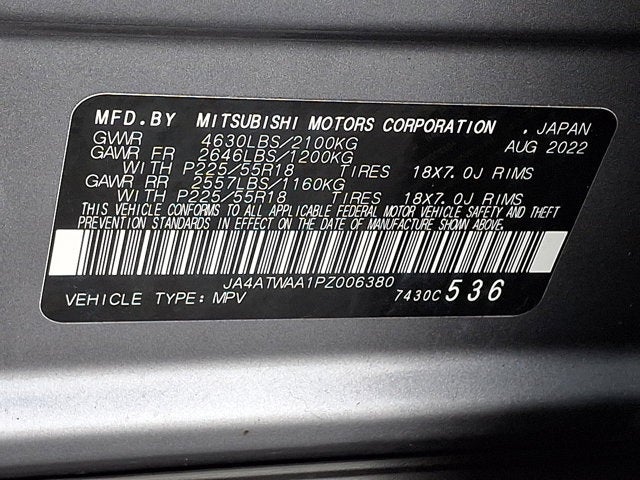 MFD.BY MITSUBISHI MOTORS CORPORATION . JAPAN
GVWR 4630LBS/2100KG AUG 2022
GAWR FR 2646LBS/1200KG
WITH P225/55R18 TIRES 18X7.0J RIMS
GAWR RR 2557LBS/1160KG
WITH P225/55R18 TIRES 18X7.0J RIMS
THIS VEHICLE CONFORMS TO ALL APPLICABLE FEDERAL MOTOR VEHICLE SAFETY AND THEFT
PREVENTION STANDARDS IN EFFECT ON THE DATE OF MANUFACTURE SHOWN ABOVE.
JA4ATWAA1PZ006380
VEHICLE TYPE: MPV 7430C 536